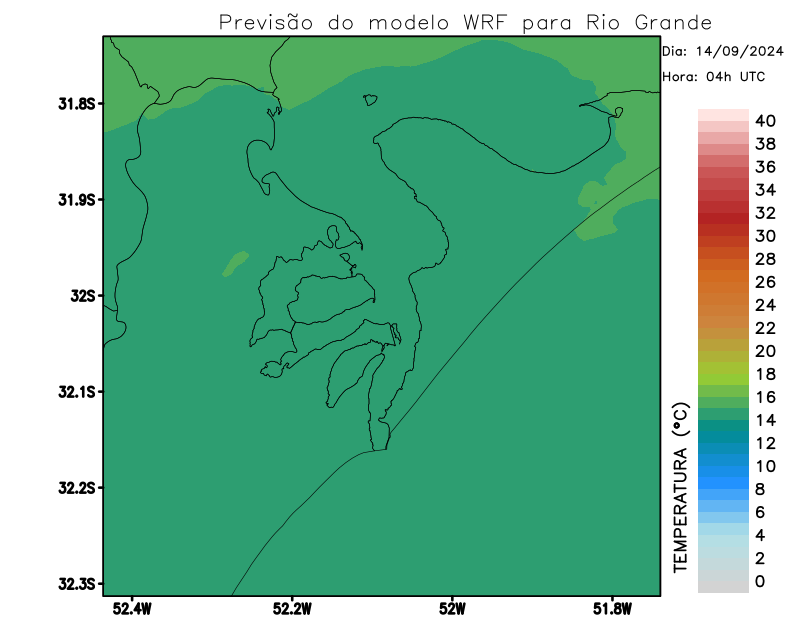 Previsão do modelo WRF para Rio Grande
Dia: 14/09/2024
Hora: 04h UTC
31.8S
31.9S
32S
32.1S
32.2S
32.3S
52.4W
52.2W
52W
51.8W
TEMPERATURA (°C)
40
38
36
34
32
30
28
26
24
22
20
18
16
14
12
10
8
6
4
2
0